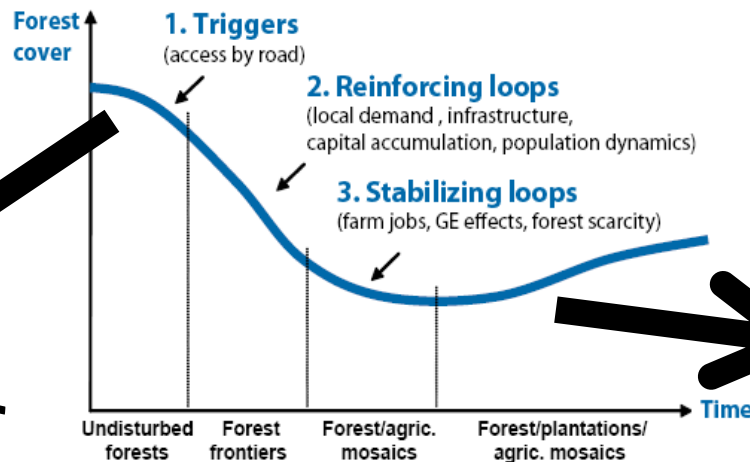 Forest
cover
1. Triggers
(access by road)
2. Reinforcing loops
(local demand , infrastructure,
capital accumulation, population dynamics)
3. Stabilizing loops
(farm jobs, GE effects, forest scarcity)
Time
Undisturbed
forests
Forest
frontiers
Forest/agric.
mosaics
Forest/plantations/
agric. mosaics